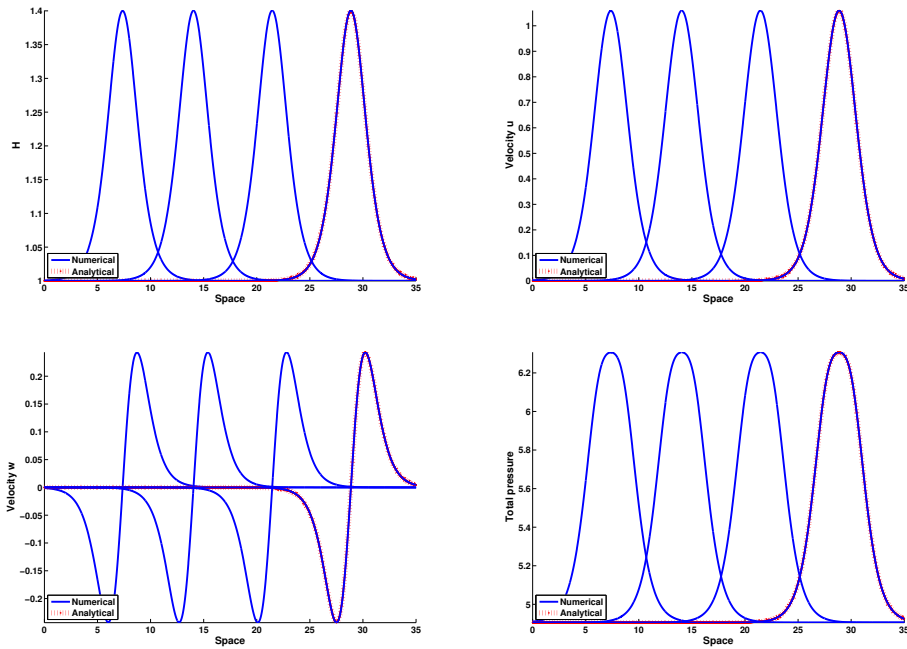 1.4
1.35
1.3
1.25
1.2
1.15
1.1
1.05
1
H
Numerical
Analytical
0 5 10 15 20 25 30 35
Space
1
0.9
0.8
0.7
0.6
0.5
0.4
0.3
0.2
0.1
0
Velocity u
Numerical
Analytical
0 5 10 15 20 25 30 35
Space
0.2
0.15
0.1
0.05
0
−0.05
−0.1
−0.15
−0.2
Velocity w
Numerical
Analytical
0 5 10 15 20 25 30 35
Space
6.2
6
5.8
5.6
5.4
5.2
5
Total pressure
Numerical
Analytical
0 5 10 15 20 25 30 35
Space